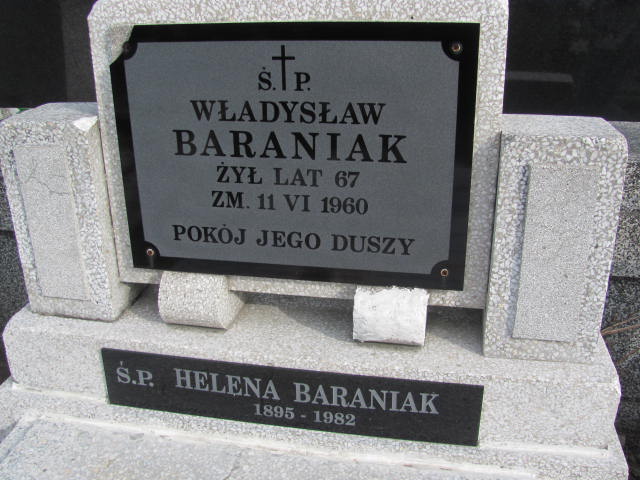 Ś.†P.
WŁADYSŁAW
BARANIAK
ŻYŁ LAT 67
ZM. 11 VI 1960
POKÓJ JEGO DUSZY
Ś.P. HELENA BARANIAK
1895 - 1982